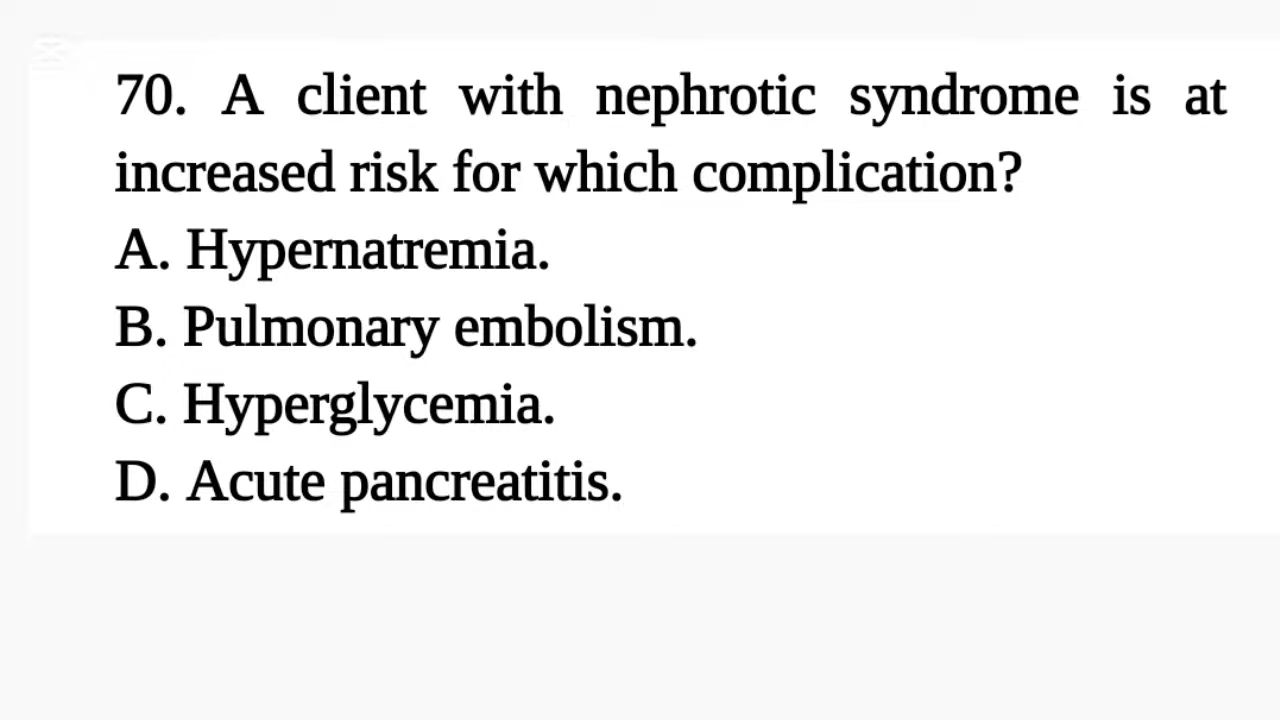 70. A client with nephrotic syndrome is at
increased risk for which complication?
A. Hypernatremia.
B. Pulmonary embolism.
C. Hyperglycemia.
D. Acute pancreatitis.